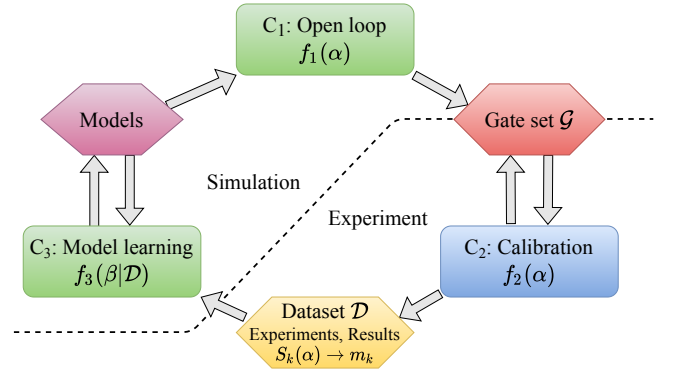 C₁: Open loop
f₁(α)
Models
Gate set 𝒢
Simulation
Experiment
C₃: Model learning
f₃(β|𝒟)
C₂: Calibration
f₂(α)
Dataset 𝒟
Experiments, Results
Sₖ(α) → mₖ